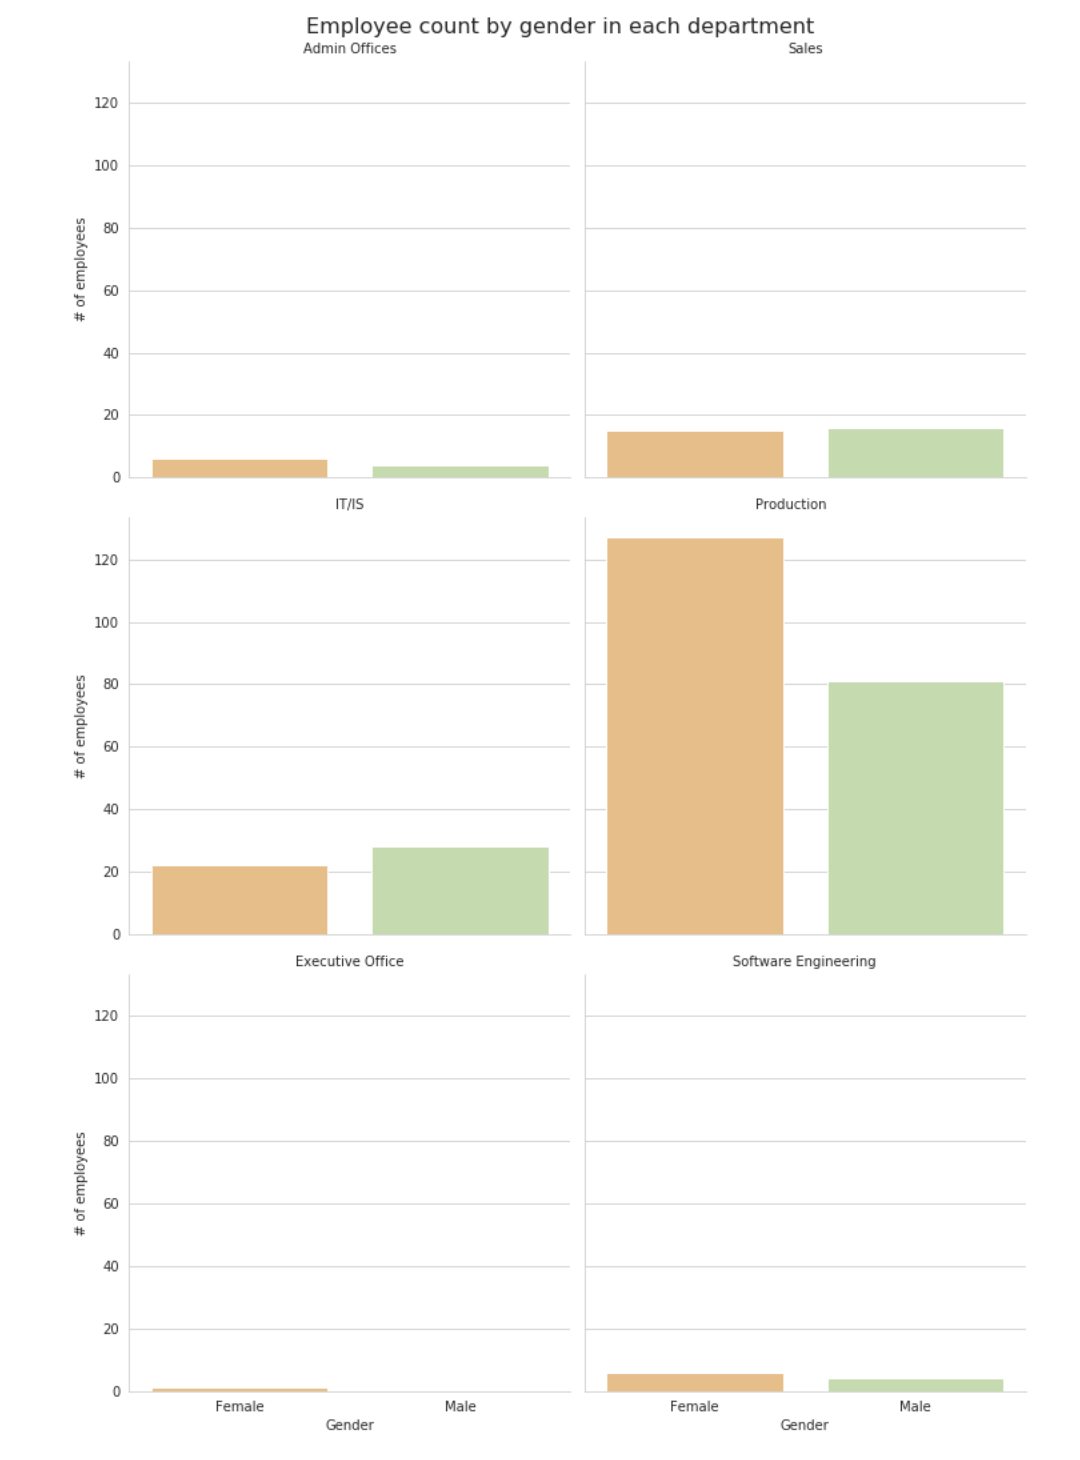 Employee count by gender in each department
Admin Offices
Sales
120
100
80
60
40
20
0
# of employees
IT/IS
Production
120
100
80
60
40
20
0
# of employees
Executive Office
Software Engineering
120
100
80
60
40
20
0
# of employees
Female Male Female Male
Gender Gender